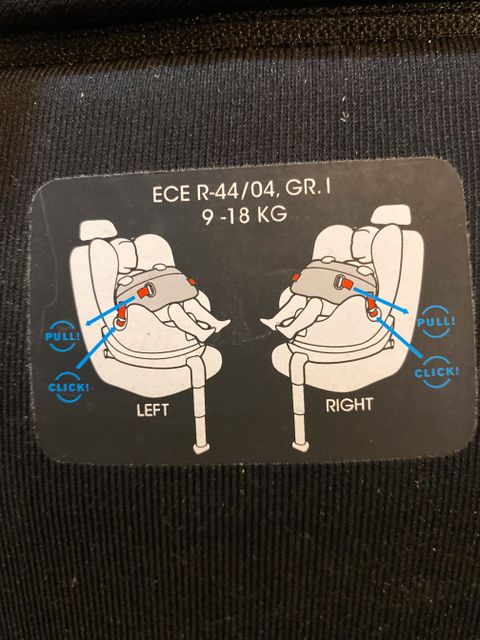 ECE R-44/04, GR. I
9 -18 KG
PULL!
CLICK!
LEFT
PULL!
CLICK!
RIGHT